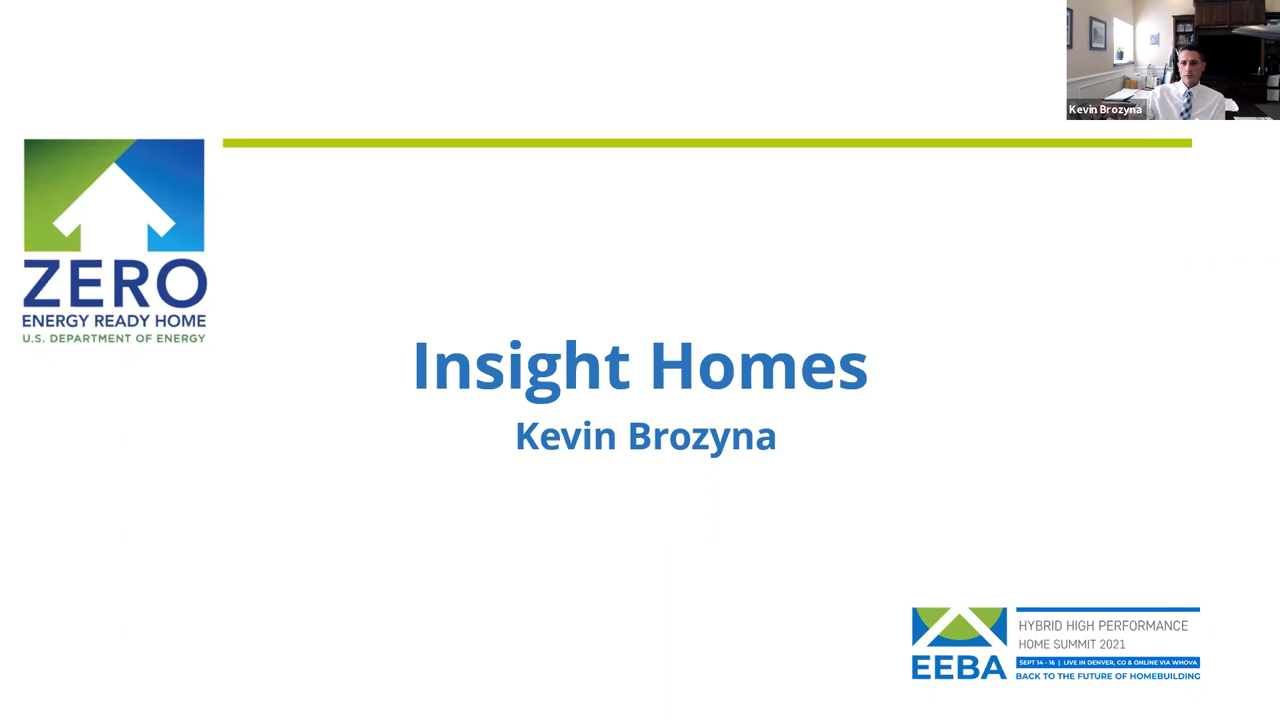 Kevin Brozyna
ZERO
ENERGY READY HOME
U.S. DEPARTMENT OF ENERGY
Insight Homes
Kevin Brozyna
EEBA
HYBRID HIGH PERFORMANCE
HOME SUMMIT 2021
SEPT 14 - 16 | LIVE IN DENVER, CO & ONLINE VIA WHOVA
BACK TO THE FUTURE OF HOMEBUILDING